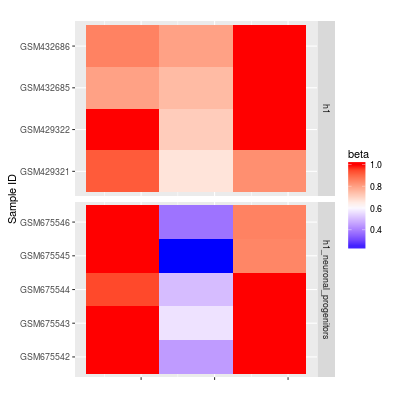 Sample ID
GSM432686
GSM432685
GSM429322
GSM429321
h1
GSM675546
GSM675545
GSM675544
GSM675543
GSM675542
h1_neuronal_progenitors
beta
1.0
0.8
0.6
0.4